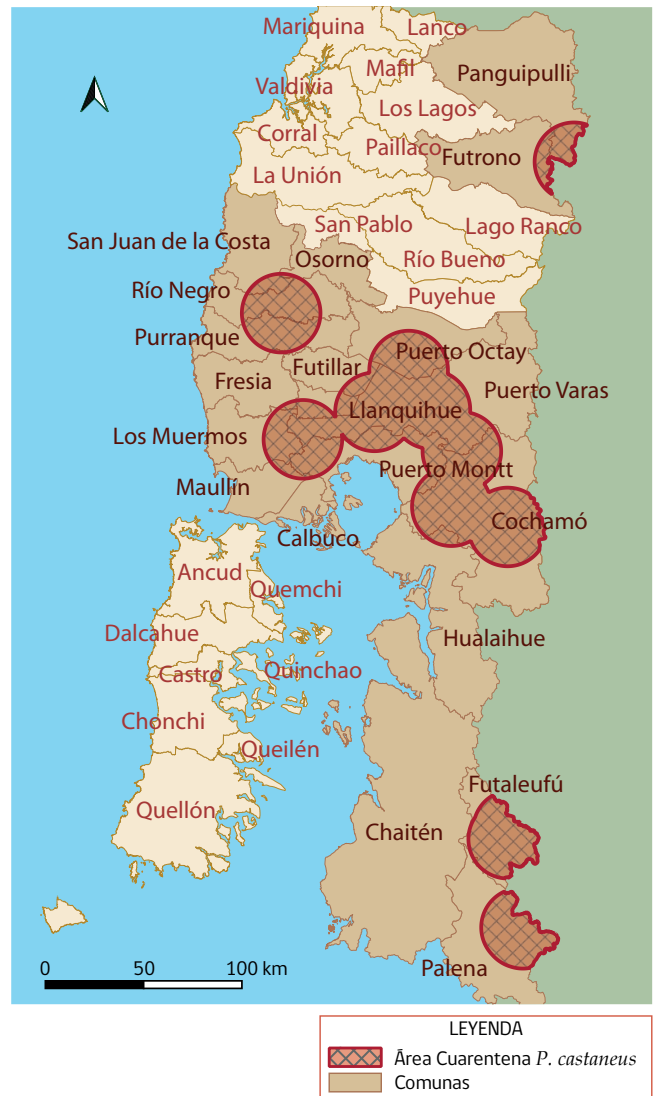 Mariquina
Lanco
Mafil
Panguipulli
Valdivia
Los Lagos
Corral
Paillaco
Futrono
La Unión
San Pablo
Lago Ranco
San Juan de la Costa
Osorno
Río Bueno
Río Negro
Puyehue
Purranque
Futillar
Puerto Octay
Fresia
Puerto Varas
Llanquihue
Los Muermos
Puerto Montt
Maullín
Cochamó
Calbuco
Ancud
Quemchi
Dalcahue
Hualaihue
Castro
Quinchao
Chonchi
Queilén
Futaleufú
Quellón
Chaitén
Palena
0 50 100 km
LEYENDA
Área Cuarentena P. castaneus
Comunas